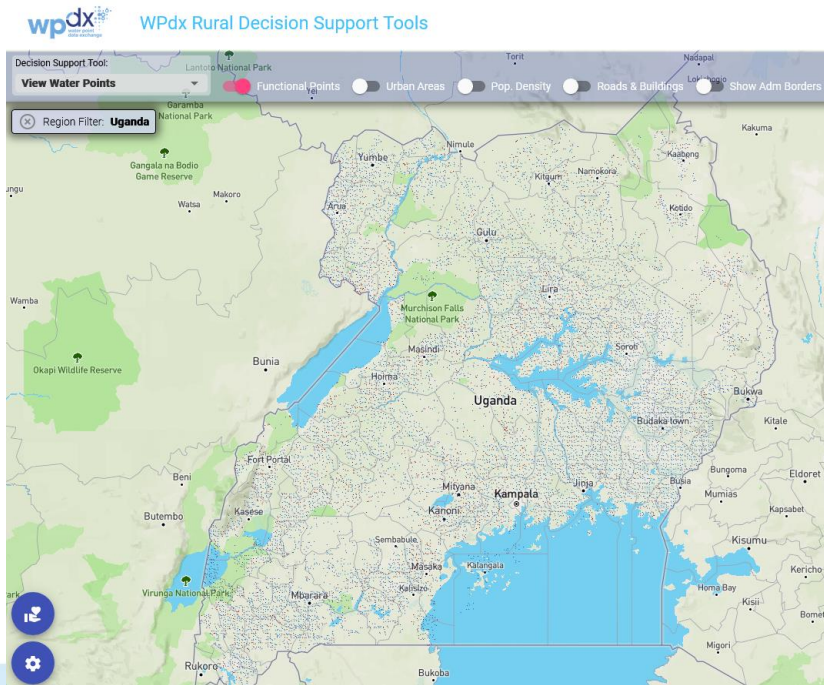 wpdx
water point
data exchange
WPdx Rural Decision Support Tools
Decision Support Tool:
View Water Points
Functional Points
Urban Areas
Pop. Density
Roads & Buildings
Show Adm Borders
Region Filter: Uganda
Lantoto National Park
Torit
Nadapal
Yei
Garamba
National Park
Nimule
Kakuma
Yumbe
Kaabong
Gangala na Bodio
Game Reserve
Kitgum
Namokora
Makoro
Watsa
Arua
Kotido
Gulu
Wamba
Lira
Murchison Falls
National Park
Bunia
Masindi
Soroti
Okapi Wildlife Reserve
Hoima
Uganda
Bukwa
Budaka town
Kitale
Fort Portal
Beni
Mityana
Kampala
Jinja
Busia
Bungoma
Eldoret
Mumias
Butembo
Kasese
Kanoni
Kapsabet
Sembabule
Kisumu
Masaka
Kalangala
Kericho
Virunga National Park
Mbarara
Kalisizo
Homa Bay
Kisii
Bomet
Migori
Rukoro
Bukoba